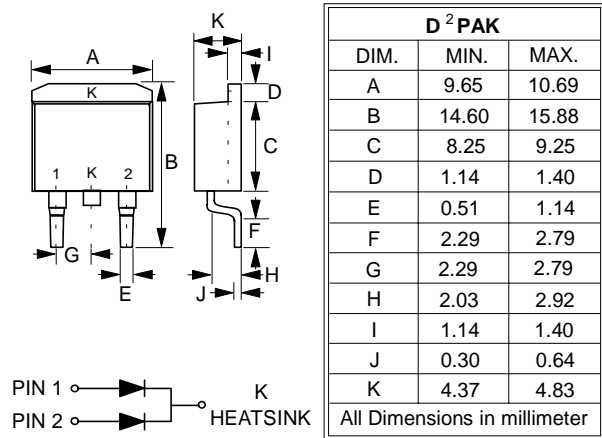 K
I
A
K
D
B
C
1 K 2
F
G
H
E
J
PIN 1
PIN 2
K
HEATSINK
D ² PAK
DIM. MIN. MAX.
A 9.65 10.69
B 14.60 15.88
C 8.25 9.25
D 1.14 1.40
E 0.51 1.14
F 2.29 2.79
G 2.29 2.79
H 2.03 2.92
I 1.14 1.40
J 0.30 0.64
K 4.37 4.83
All Dimensions in millimeter